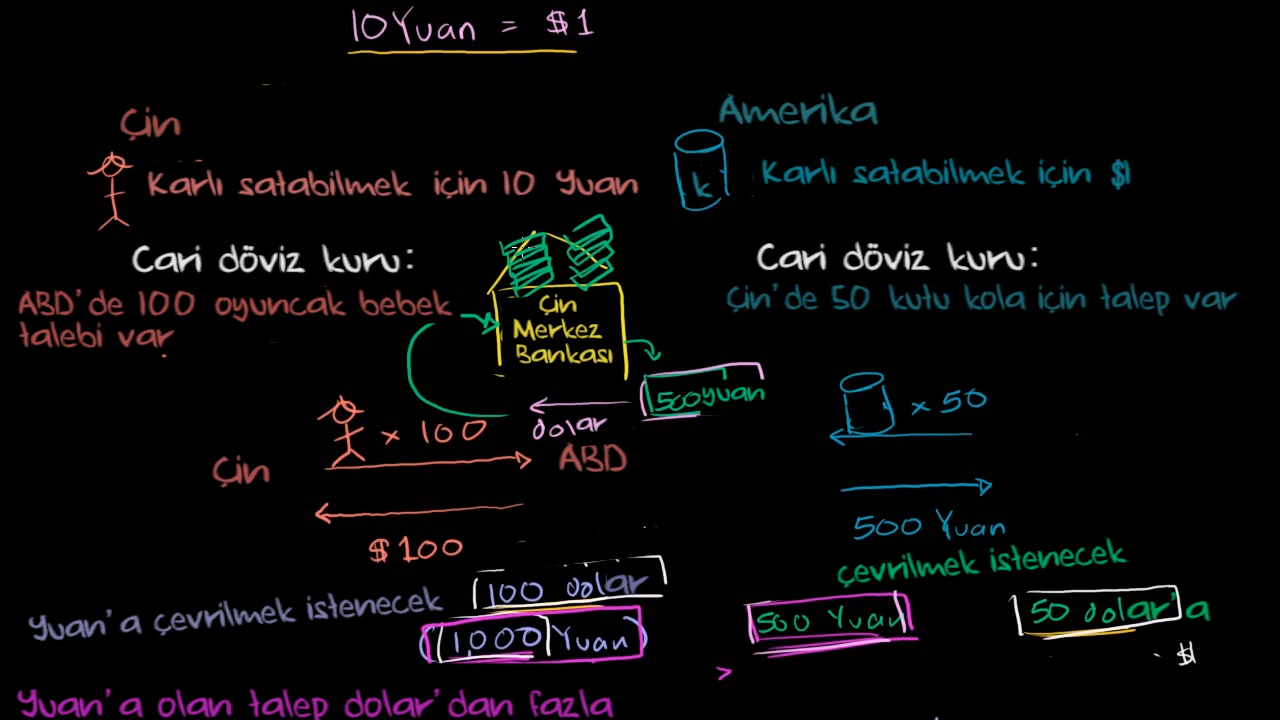 10 Yuan = $1
Çin
Amerika
Karlı satabilmek için 10 Yuan
k
Karlı satabilmek için $1
Cari döviz kuru:
Cari döviz kuru:
ABD'de 100 oyuncak bebek
talebi var
Çin
Merkez
Bankası
Çin'de 50 kutu kola için talep var
500 yuan
dolar
x 100
Çin
ABD
$100
x 50
500 Yuan
çevrilmek istenecek
Yuan'a çevrilmek istenecek 100 dolar
(1,000 Yuan)
500 Yuan
50 dolar'a
$1
>
Yuan'a olan talep dolar'dan fazla